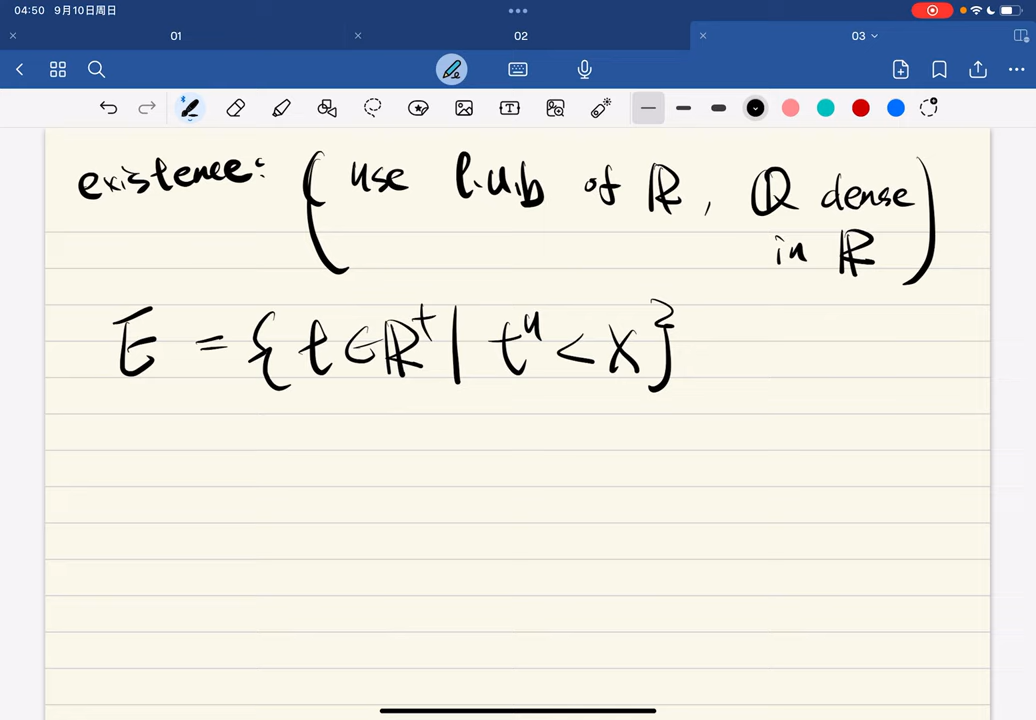 04:50 9月10日周日
01 02 03
existence: ( use l.u.b of ℝ, ℚ dense
in ℝ )
E = { t ∈ ℝ⁺ | tⁿ < x }